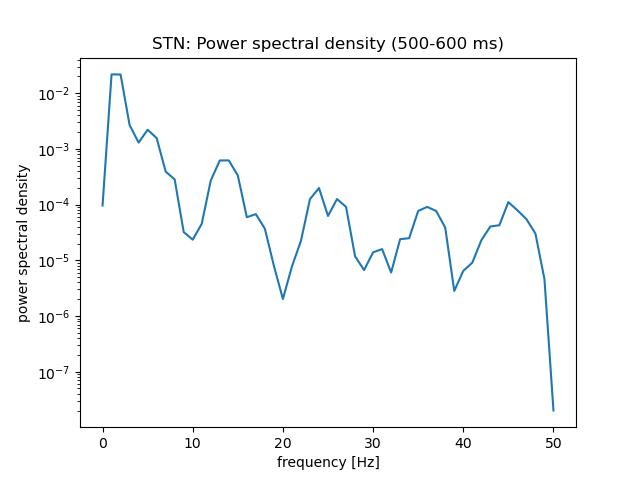 STN: Power spectral density (500-600 ms)
10⁻²
10⁻³
10⁻⁴
10⁻⁵
10⁻⁶
10⁻⁷
power spectral density
0 10 20 30 40 50
frequency [Hz]